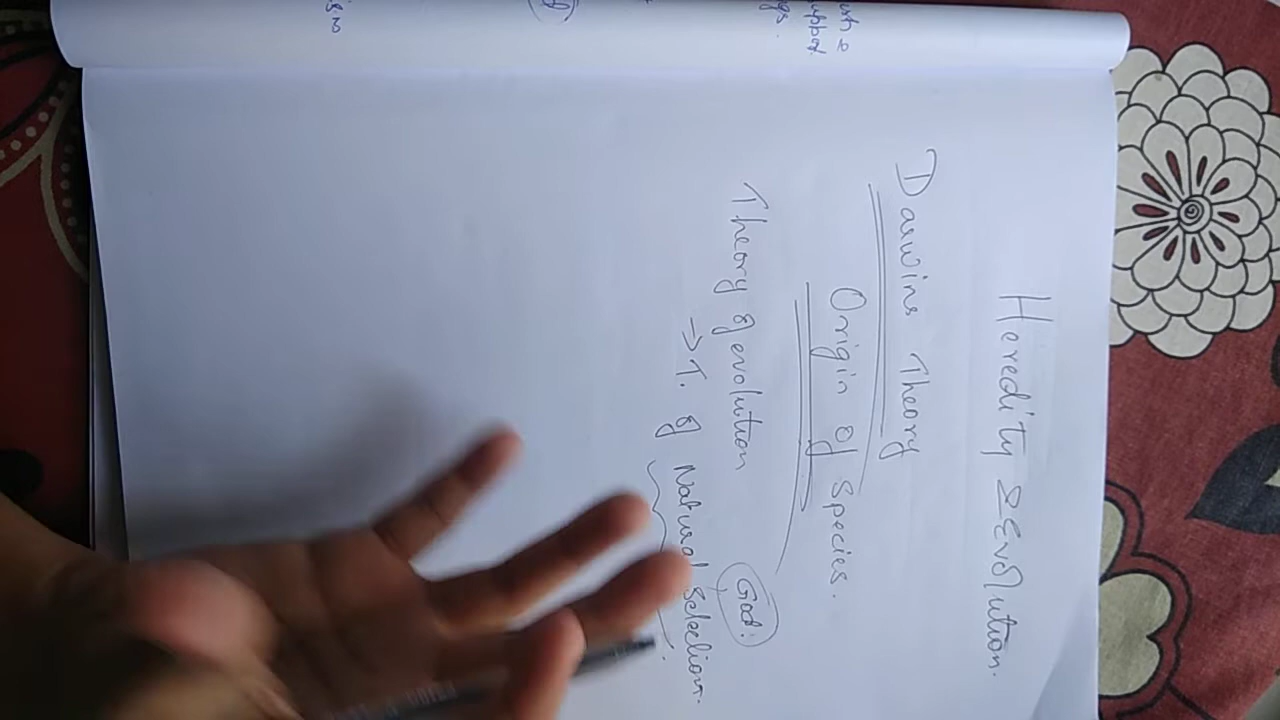 Heredity & Evolution.
Darwins Theory
Origin of Species.
Theory of evolution God:
→ T. of Natural Selection.